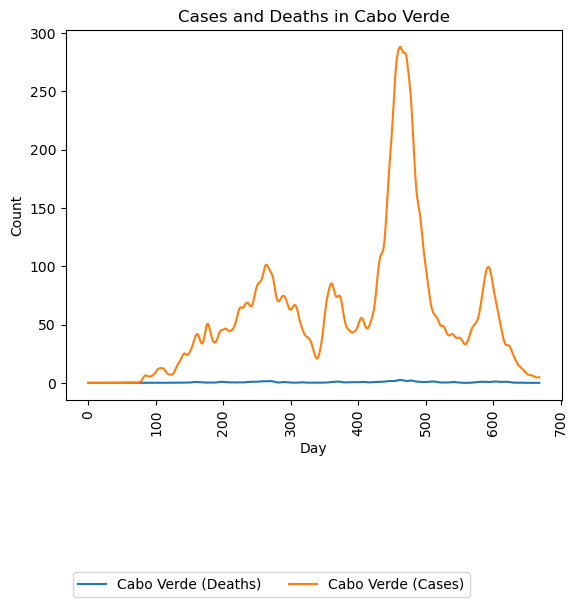 Cases and Deaths in Cabo Verde
300
250
200
150
100
50
0
Count
0 100 200 300 400 500 600 700
Day
Cabo Verde (Deaths) Cabo Verde (Cases)